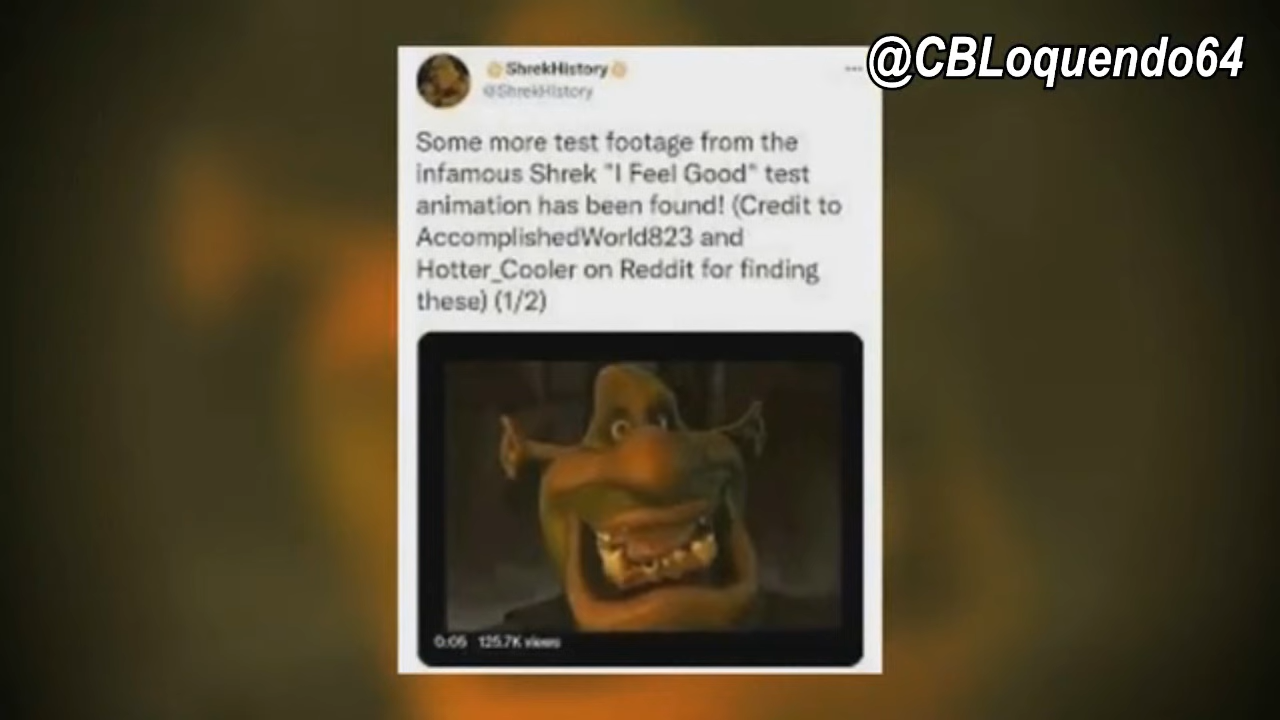 @CBLoquendo64
ShrekHistory
@ShrekHistory
Some more test footage from the
infamous Shrek "I Feel Good" test
animation has been found! (Credit to
AccomplishedWorld823 and
Hotter_Cooler on Reddit for finding
these) (1/2)
0:05 125.7K views